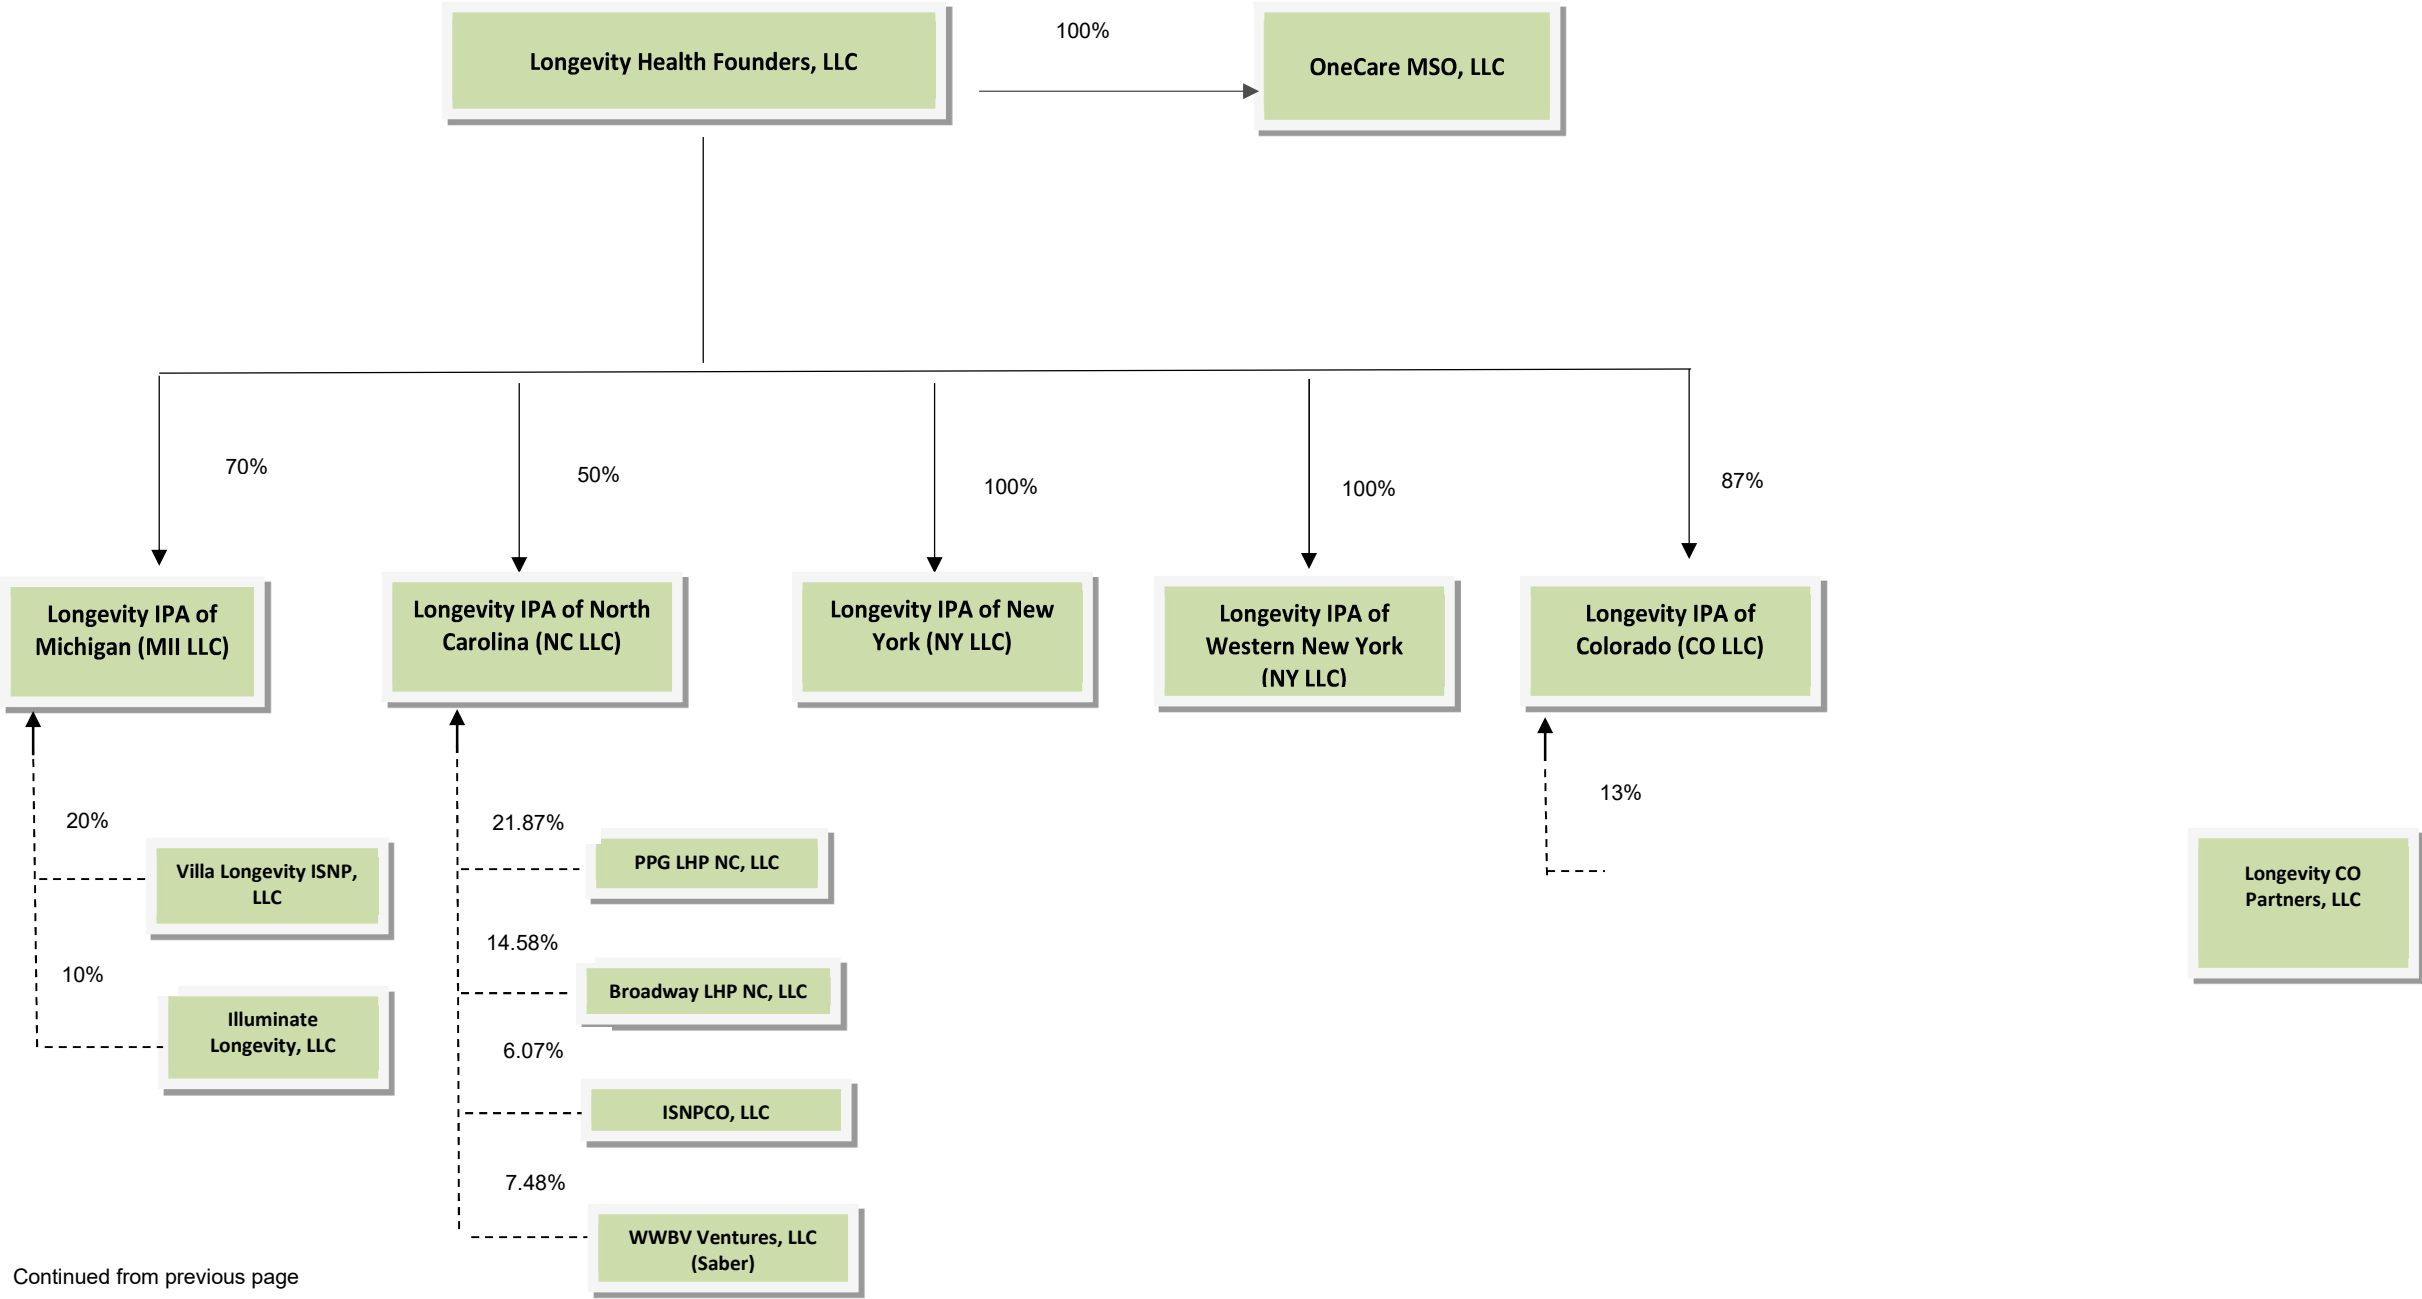 Longevity Health Founders, LLC
100%
OneCare MSO, LLC
70%
50%
100%
100%
87%
Longevity IPA of
Michigan (MII LLC)
Longevity IPA of North
Carolina (NC LLC)
Longevity IPA of New
York (NY LLC)
Longevity IPA of
Western New York
(NY LLC)
Longevity IPA of
Colorado (CO LLC)
20%
Villa Longevity ISNP,
LLC
10%
Illuminate
Longevity, LLC
21.87%
PPG LHP NC, LLC
14.58%
Broadway LHP NC, LLC
6.07%
ISNPCO, LLC
7.48%
WWBV Ventures, LLC
(Saber)
13%
Longevity CO
Partners, LLC
Continued from previous page